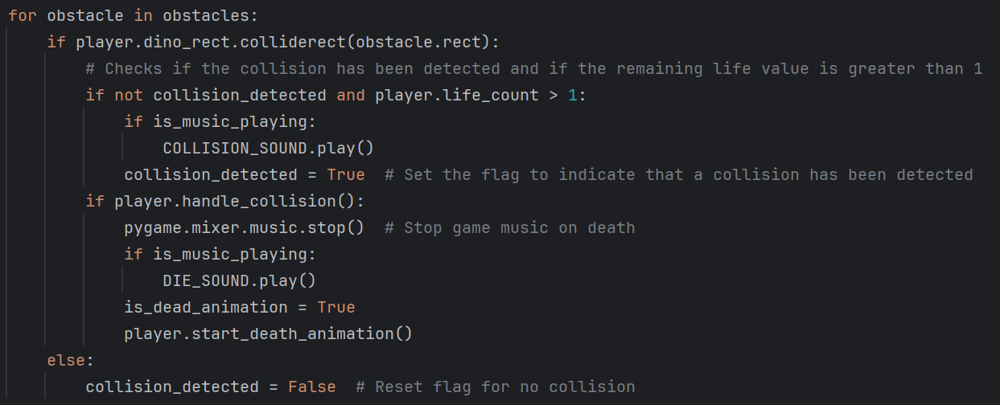 for obstacle in obstacles:
    if player.dino_rect.colliderect(obstacle.rect):
        # Checks if the collision has been detected and if the remaining life value is greater than 1
        if not collision_detected and player.life_count > 1:
            if is_music_playing:
                COLLISION_SOUND.play()
            collision_detected = True  # Set the flag to indicate that a collision has been detected
        if player.handle_collision():
            pygame.mixer.music.stop()  # Stop game music on death
            if is_music_playing:
                DIE_SOUND.play()
            is_dead_animation = True
            player.start_death_animation()
    else:
        collision_detected = False  # Reset flag for no collision